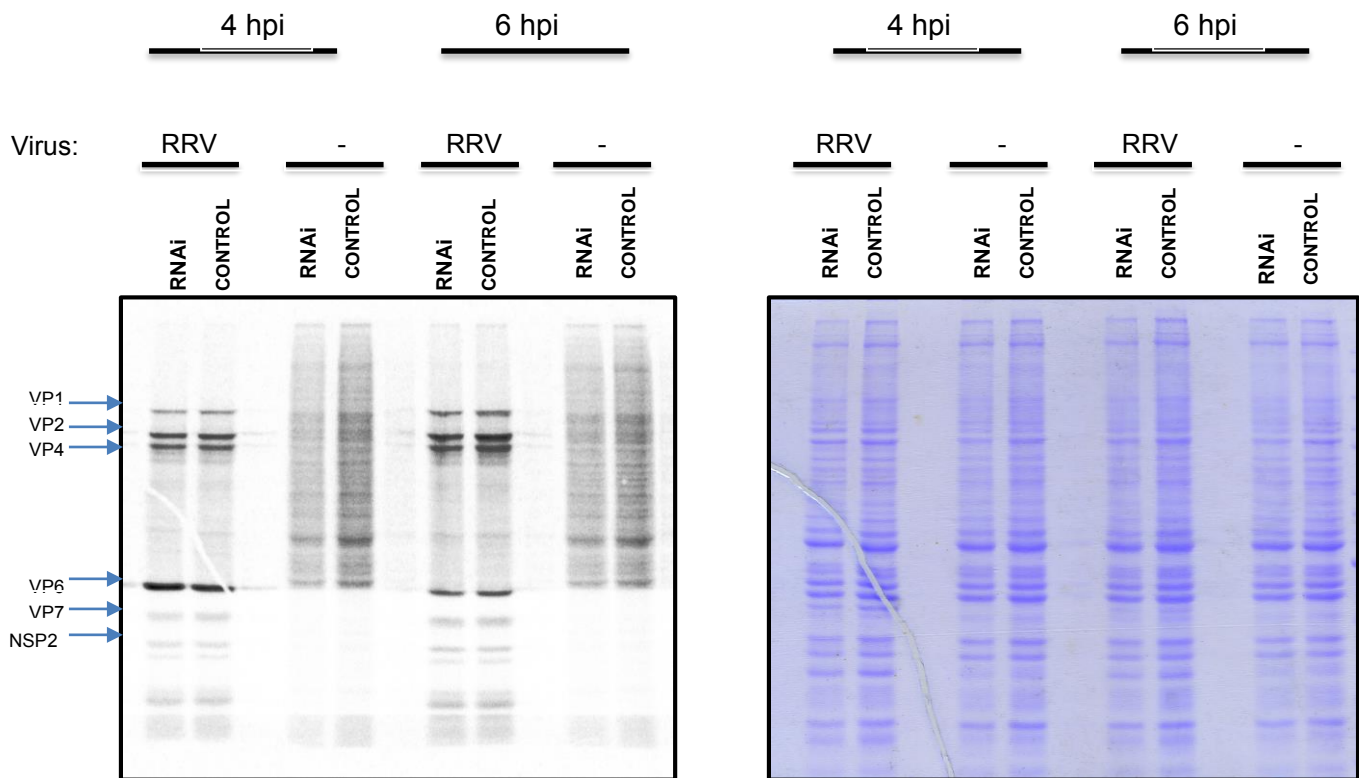 4 hpi 6 hpi 4 hpi 6 hpi
Virus: RRV - RRV - RRV - RRV -
RNAi CONTROL RNAi CONTROL RNAi CONTROL RNAi CONTROL RNAi CONTROL RNAi CONTROL RNAi CONTROL RNAi CONTROL
VP1
VP2
VP4
VP6
VP7
NSP2